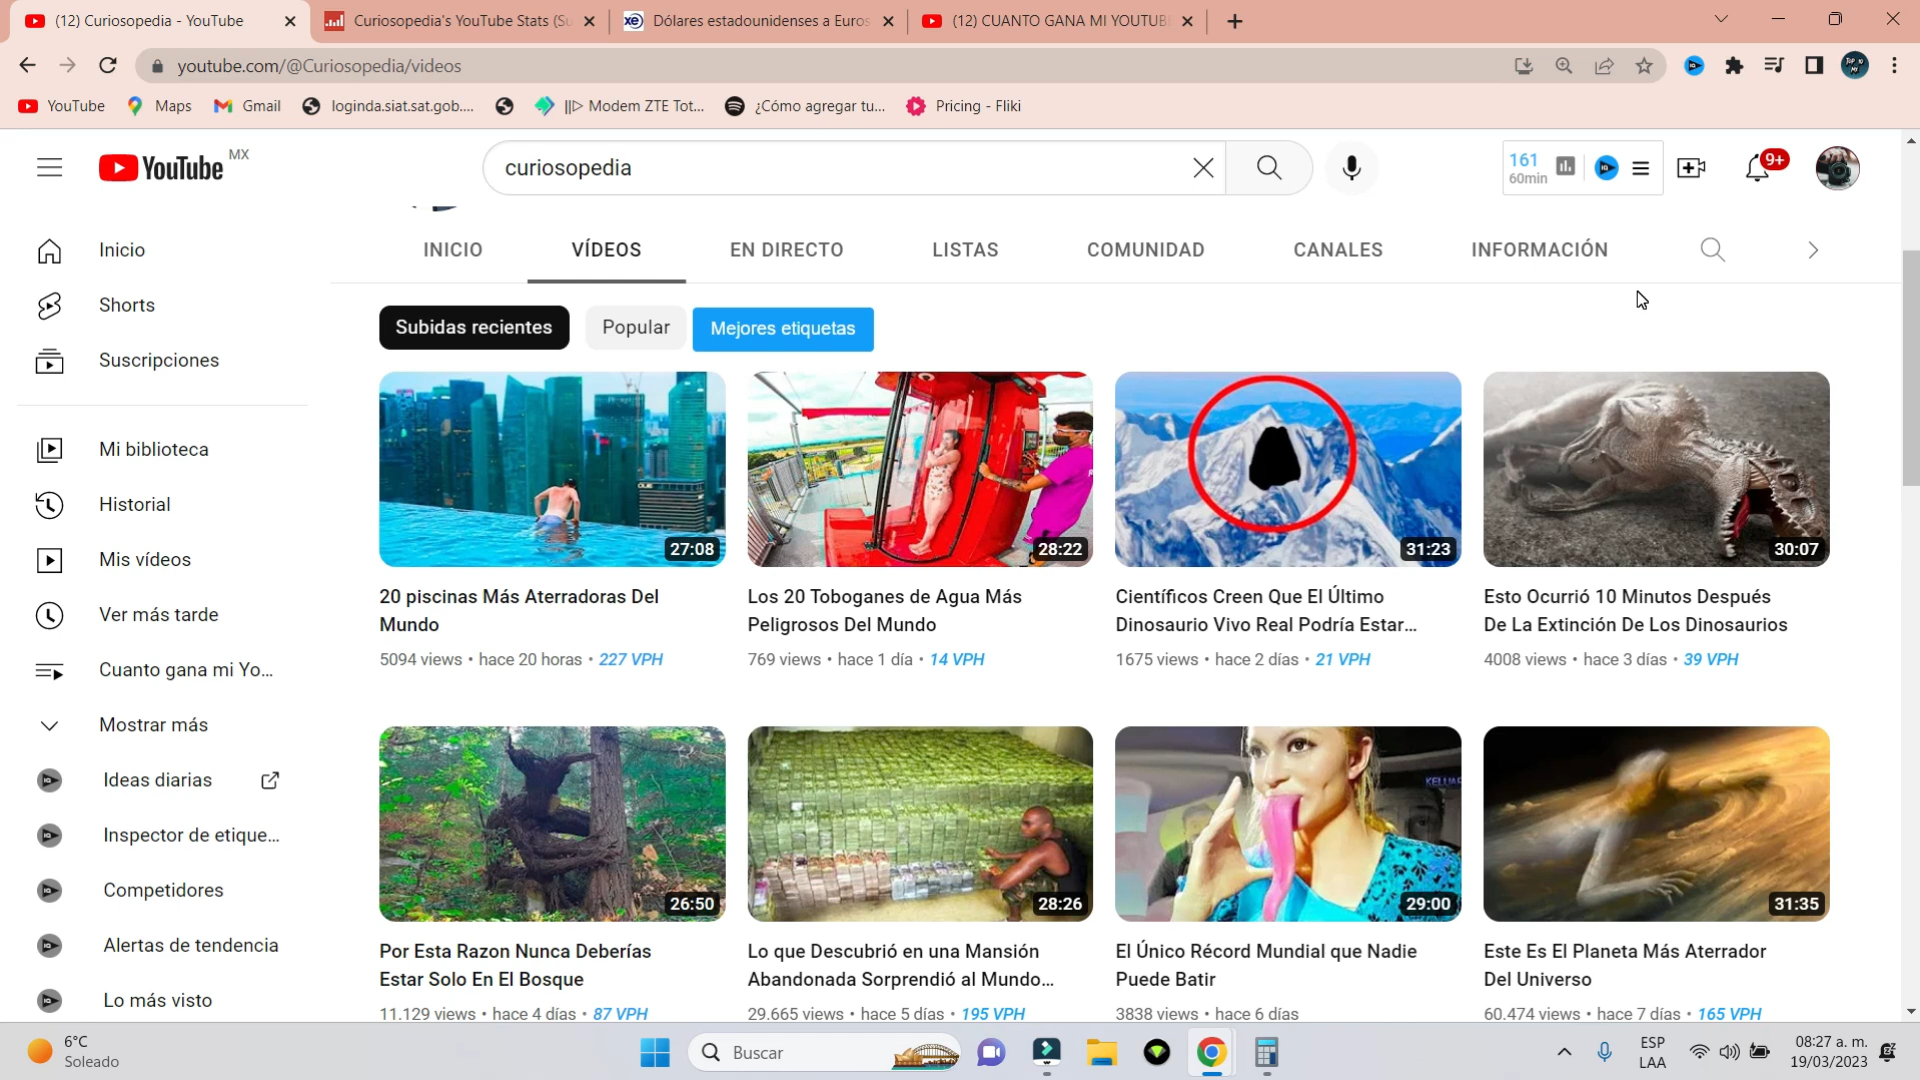 (12) Curiosopedia - YouTube
Curiosopedia's YouTube Stats (Su
Dólares estadounidenses a Euros
(12) CUANTO GANA MI YOUTUBE
youtube.com/@Curiosopedia/videos
YouTube
Maps
Gmail
loginda.siat.sat.gob....
||▷ Modem ZTE Tot...
¿Cómo agregar tu...
Pricing - Fliki
YouTube MX
curiosopedia
161
60min
9+
Inicio
Shorts
Suscripciones
Mi biblioteca
Historial
Mis vídeos
Ver más tarde
Cuanto gana mi Yo...
Mostrar más
Ideas diarias
Inspector de etique...
Competidores
Alertas de tendencia
Lo más visto
INICIO
VÍDEOS
EN DIRECTO
LISTAS
COMUNIDAD
CANALES
INFORMACIÓN
Subidas recientes
Popular
Mejores etiquetas
27:08
20 piscinas Más Aterradoras Del
Mundo
5094 views • hace 20 horas • 227 VPH
28:22
Los 20 Toboganes de Agua Más
Peligrosos Del Mundo
769 views • hace 1 día • 14 VPH
31:23
Científicos Creen Que El Último
Dinosaurio Vivo Real Podría Estar...
1675 views • hace 2 días • 21 VPH
30:07
Esto Ocurrió 10 Minutos Después
De La Extinción De Los Dinosaurios
4008 views • hace 3 días • 39 VPH
26:50
Por Esta Razon Nunca Deberías
Estar Solo En El Bosque
11.129 views • hace 4 días • 87 VPH
28:26
Lo que Descubrió en una Mansión
Abandonada Sorprendió al Mundo...
29.665 views • hace 5 días • 195 VPH
29:00
El Único Récord Mundial que Nadie
Puede Batir
3838 views • hace 6 días
31:35
Este Es El Planeta Más Aterrador
Del Universo
60.474 views • hace 7 días • 165 VPH
6°C
Soleado
Buscar
ESP
LAA
08:27 a. m.
19/03/2023